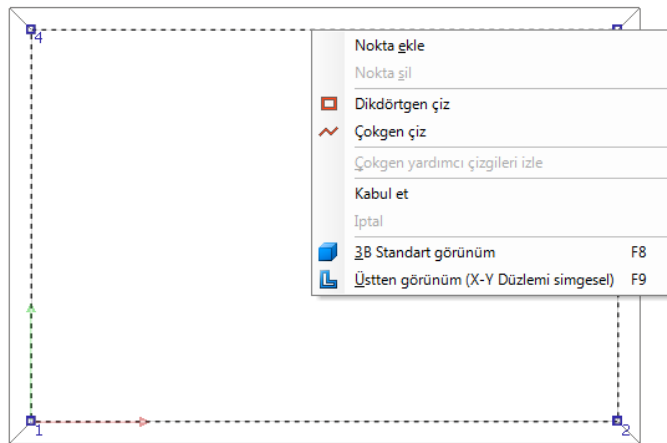 4
Nokta ekle
Nokta sil
Dikdörtgen çiz
Çokgen çiz
Çokgen yardımcı çizgileri izle
Kabul et
Iptal
3B Standart görünüm F8
Üstten görünüm (X-Y Düzlemi simgesel) F9
1
2